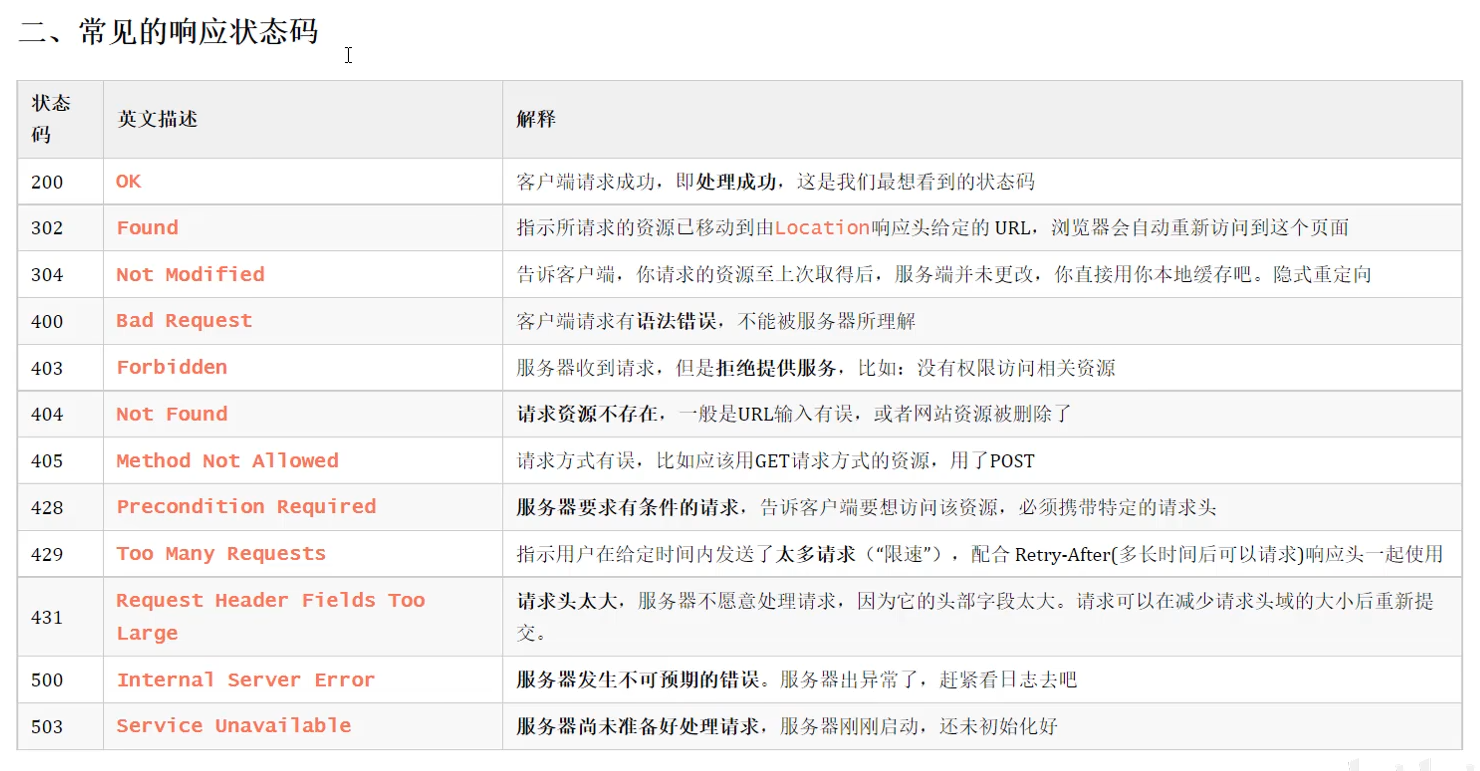 二、常见的响应状态码
状态
码
英文描述
解释
200
OK
客户端请求成功，即处理成功，这是我们最想看到的状态码
302
Found
指示所请求的资源已移动到由Location响应头给定的 URL，浏览器会自动重新访问到这个页面
304
Not Modified
告诉客户端，你请求的资源至上次取得后，服务端并未更改，你直接用你本地缓存吧。隐式重定向
400
Bad Request
客户端请求有语法错误，不能被服务器所理解
403
Forbidden
服务器收到请求，但是拒绝提供服务，比如：没有权限访问相关资源
404
Not Found
请求资源不存在，一般是URL输入有误，或者网站资源被删除了
405
Method Not Allowed
请求方式有误，比如应该用GET请求方式的资源，用了POST
428
Precondition Required
服务器要求有条件的请求，告诉客户端要想访问该资源，必须携带特定的请求头
429
Too Many Requests
指示用户在给定时间内发送了太多请求（“限速”），配合 Retry-After(多长时间后可以请求)响应头一起使用
431
Request Header Fields Too
Large
请求头太大，服务器不愿意处理请求，因为它的头部字段太大。请求可以在减少请求头域的大小后重新提
交。
500
Internal Server Error
服务器发生不可预期的错误。服务器出异常了，赶紧看日志去吧
503
Service Unavailable
服务器尚未准备好处理请求，服务器刚刚启动，还未初始化好